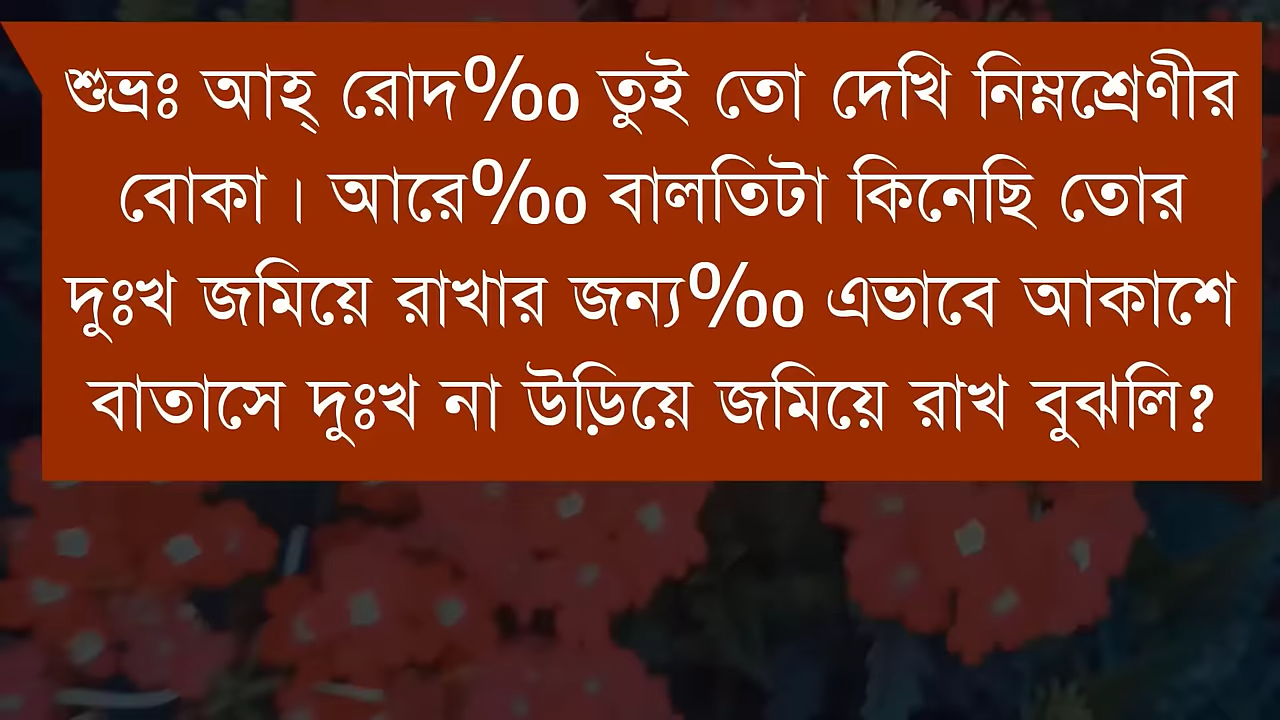 শুভ্রঃ আহ্ রোদ‰ তুই তো দেখি নিম্নশ্রেণীর
বোকা। আরে‰ বালতিটা কিনেছি তোর
দুঃখ জমিয়ে রাখার জন্য‰ এভাবে আকাশে
বাতাসে দুঃখ না উড়িয়ে জমিয়ে রাখ বুঝলি?